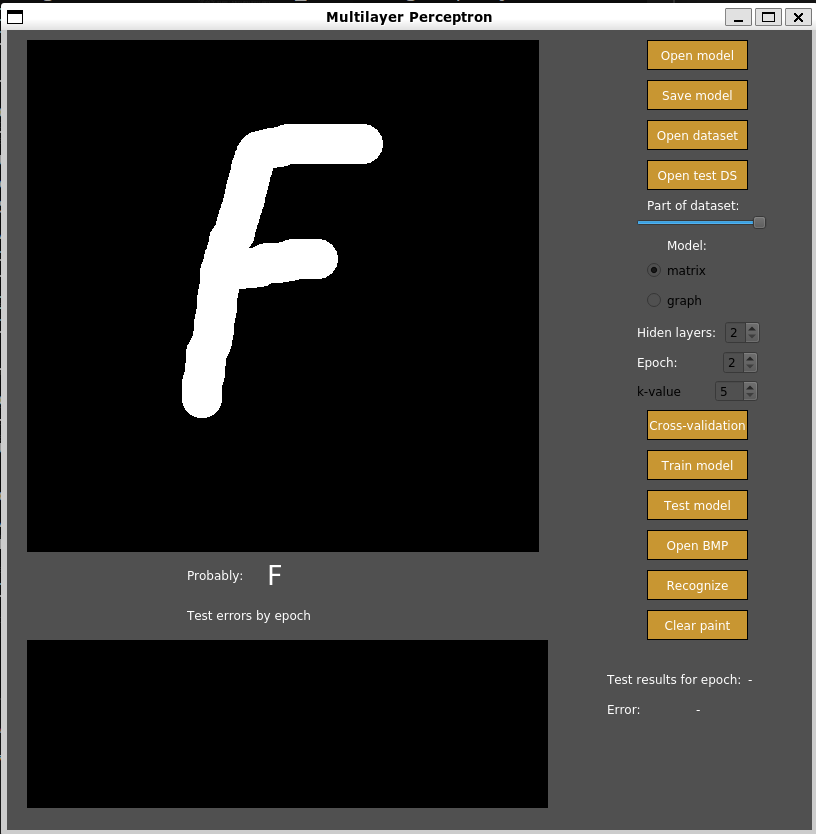 Multilayer Perceptron
F
Open model
Save model
Open dataset
Open test DS
Part of dataset:
Model:
matrix
graph
Hiden layers: 2
Epoch: 2
k-value 5
Cross-validation
Train model
Test model
Open BMP
Recognize
Clear paint
Probably: F
Test errors by epoch
Test results for epoch: -
Error: -